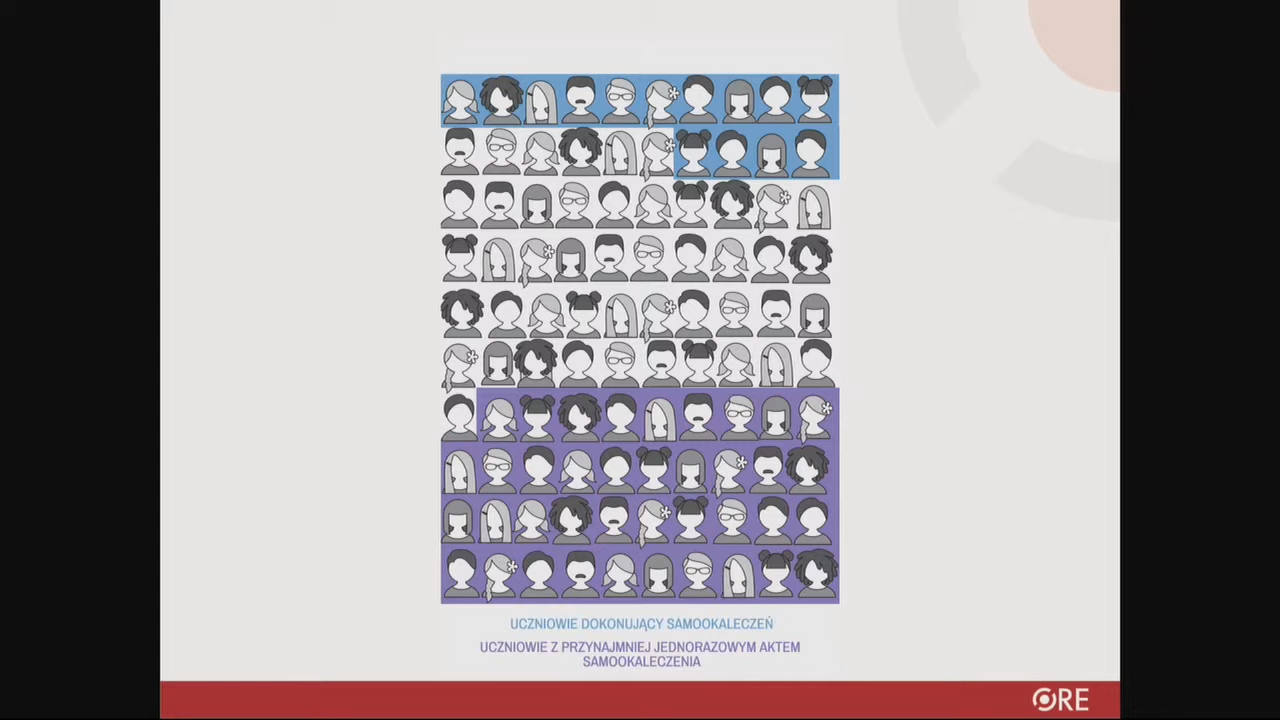 UCZNIOWIE DOKONUJĄCY SAMOOKALECZEŃ
UCZNIOWIE Z PRZYNAJMNIEJ JEDNORAZOWYM AKTEM
SAMOOKALECZENIA
ORE